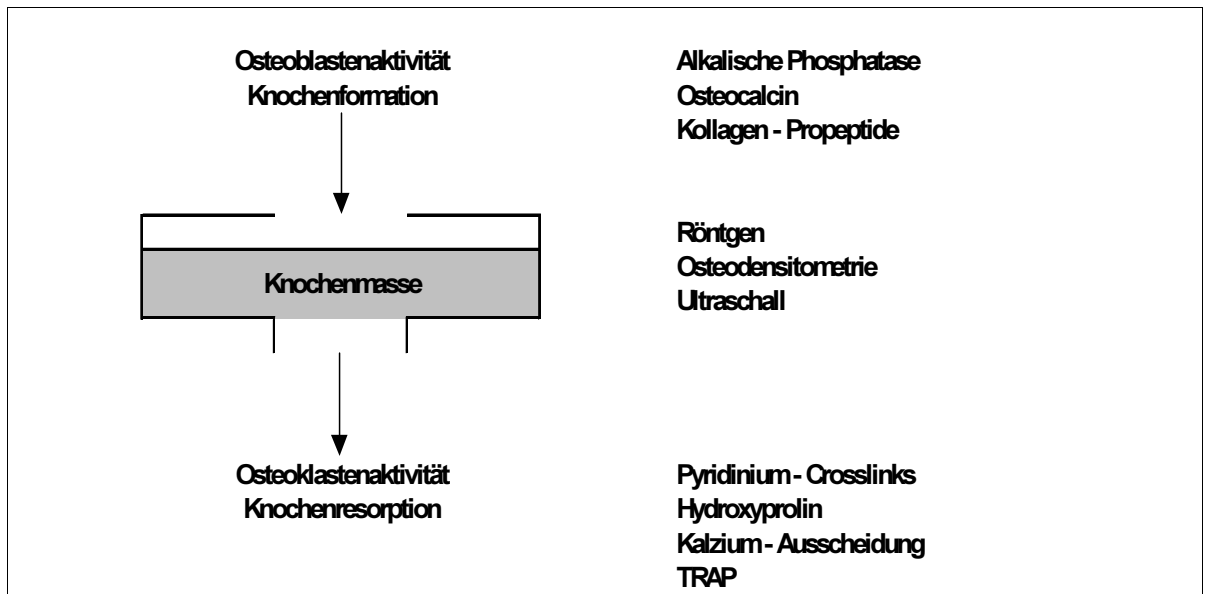 Osteoblastenaktivität
Knochenformation
Alkalische Phosphatase
Osteocalcin
Kollagen - Propeptide
Knochenmasse
Röntgen
Osteodensitometrie
Ultraschall
Osteoklastenaktivität
Knochenresorption
Pyridinium - Crosslinks
Hydroxyprolin
Kalzium - Ausscheidung
TRAP